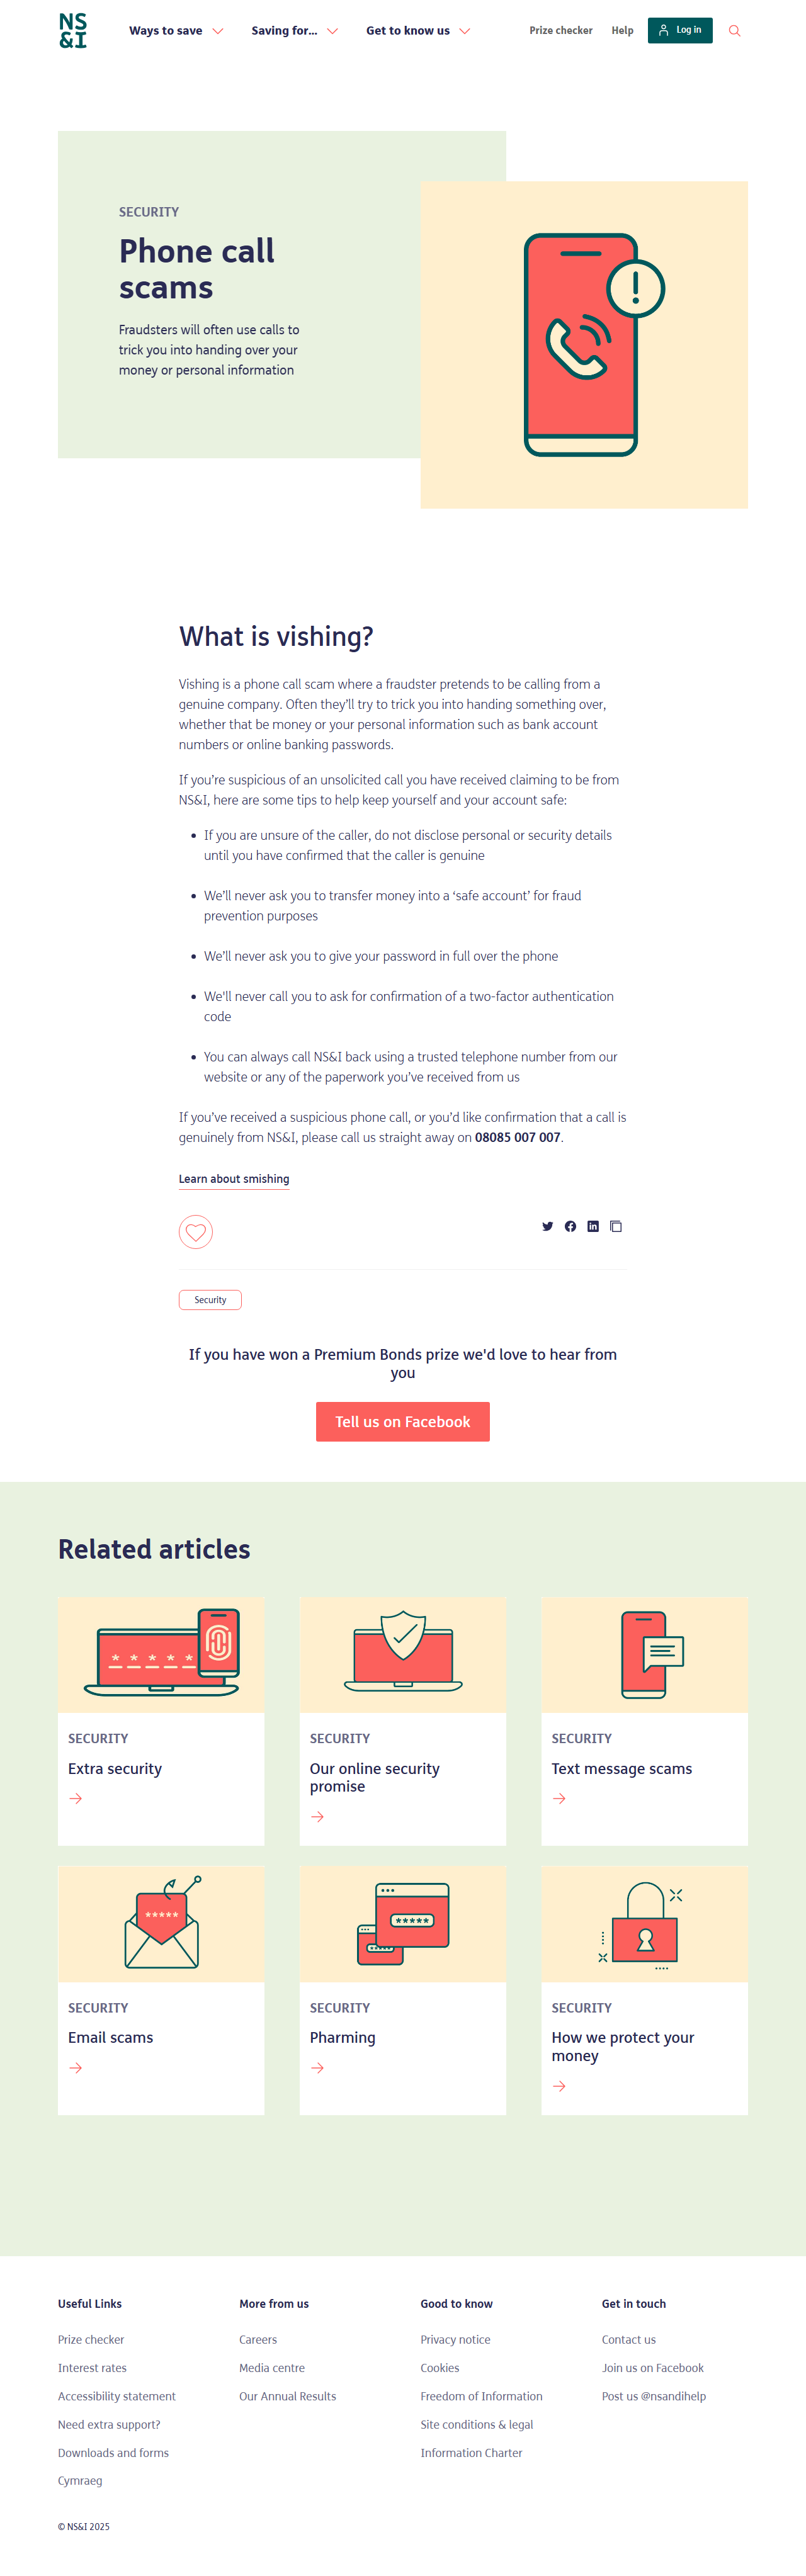 NS
&I
Ways to save
Saving for...
Get to know us
Prize checker
Help
Log in
SECURITY
Phone call
scams
Fraudsters will often use calls to
trick you into handing over your
money or personal information
What is vishing?
Vishing is a phone call scam where a fraudster pretends to be calling from a
genuine company. Often they’ll try to trick you into handing something over,
whether that be money or your personal information such as bank account
numbers or online banking passwords.
If you’re suspicious of an unsolicited call you have received claiming to be from
NS&I, here are some tips to help keep yourself and your account safe:
• If you are unsure of the caller, do not disclose personal or security details
until you have confirmed that the caller is genuine
• We’ll never ask you to transfer money into a ‘safe account’ for fraud
prevention purposes
• We’ll never ask you to give your password in full over the phone
• We’ll never call you to ask for confirmation of a two-factor authentication
code
• You can always call NS&I back using a trusted telephone number from our
website or any of the paperwork you’ve received from us
If you’ve received a suspicious phone call, or you’d like confirmation that a call is
genuinely from NS&I, please call us straight away on 08085 007 007.
Learn about smishing
Security
If you have won a Premium Bonds prize we'd love to hear from
you
Tell us on Facebook
Related articles
SECURITY
Extra security
SECURITY
Our online security
promise
SECURITY
Text message scams
SECURITY
Email scams
SECURITY
Pharming
SECURITY
How we protect your
money
Useful Links
Prize checker
Interest rates
Accessibility statement
Need extra support?
Downloads and forms
Cymraeg
More from us
Careers
Media centre
Our Annual Results
Good to know
Privacy notice
Cookies
Freedom of Information
Site conditions & legal
Information Charter
Get in touch
Contact us
Join us on Facebook
Post us @nsandihelp
© NS&I 2025